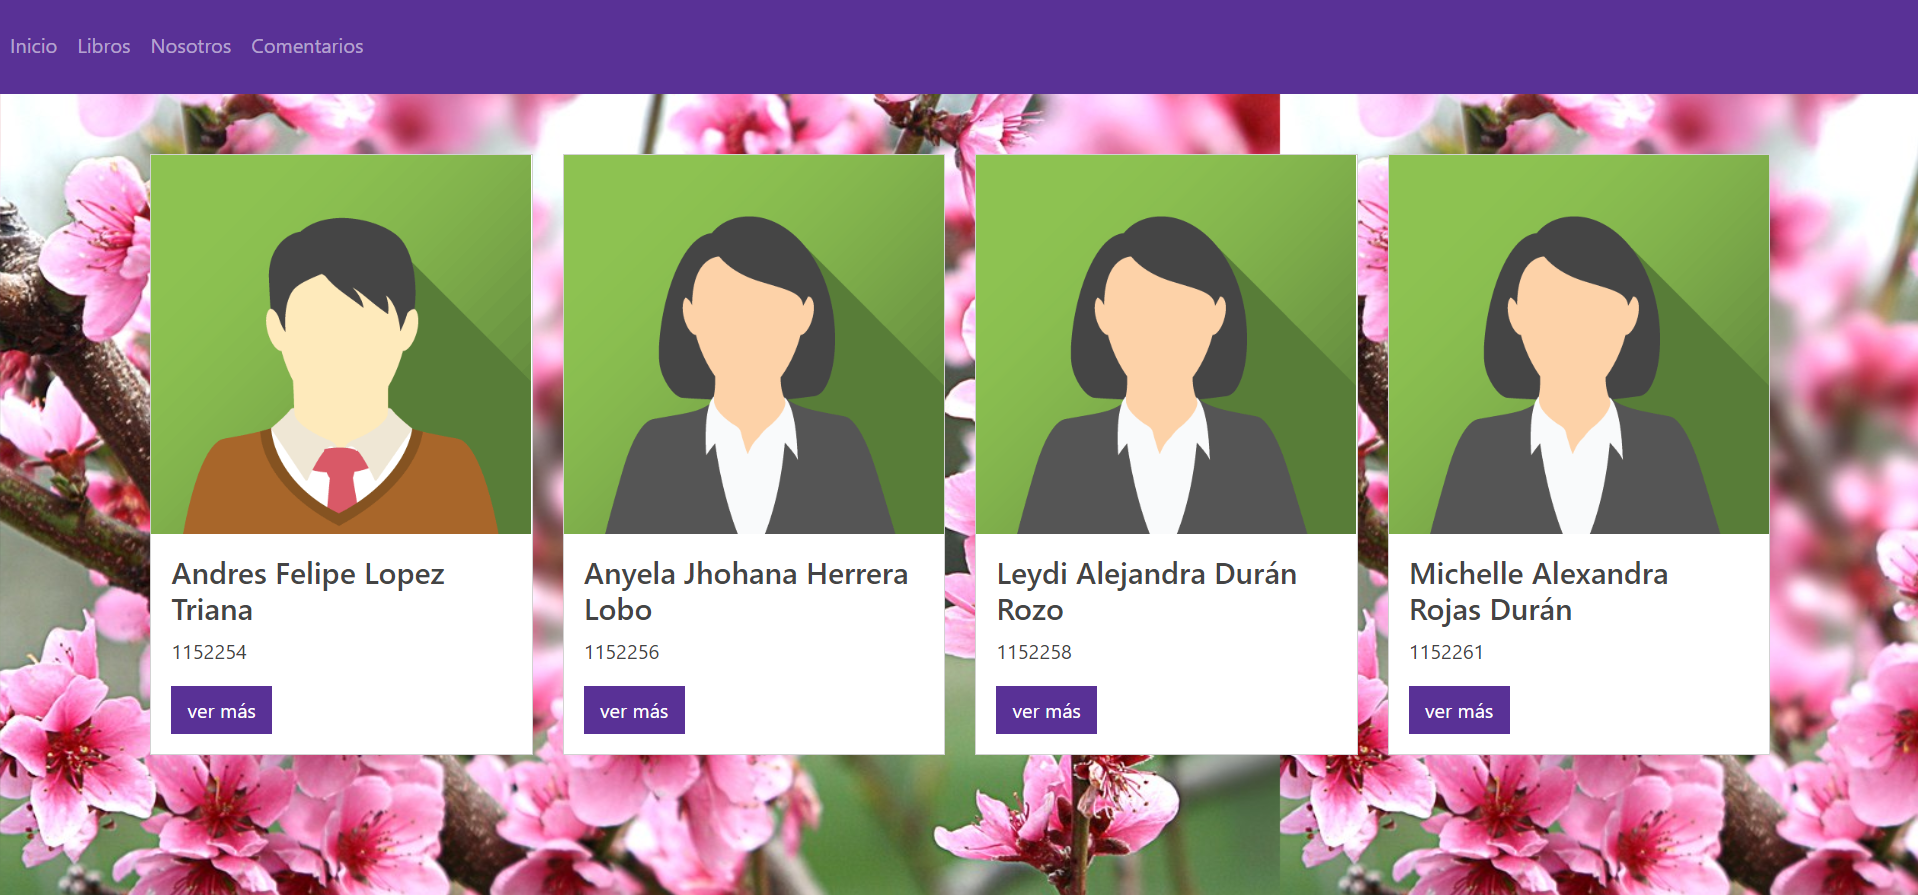 Inicio Libros Nosotros Comentarios
Andres Felipe Lopez
Triana
1152254
ver más
Anyela Jhohana Herrera
Lobo
1152256
ver más
Leydi Alejandra Durán
Rozo
1152258
ver más
Michelle Alexandra
Rojas Durán
1152261
ver más